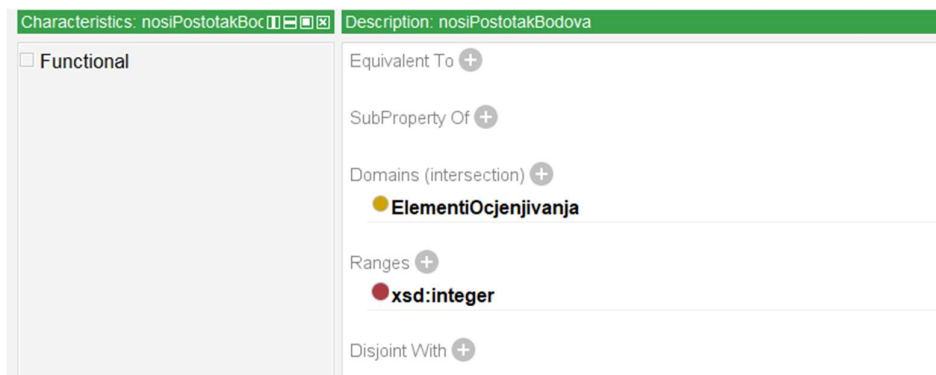 Characteristics: nosiPostotakBoc
Functional
Description: nosiPostotakBodova
Equivalent To
SubProperty Of
Domains (intersection)
ElementiOcjenjivanja
Ranges
xsd:integer
Disjoint With